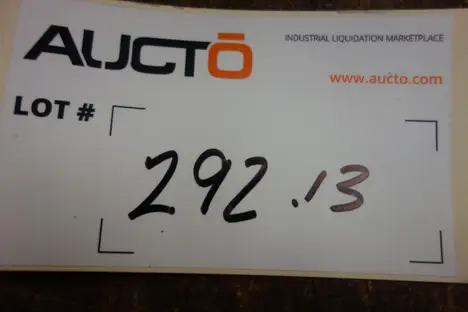 AUCTŌ
INDUSTRIAL LIQUIDATION MARKETPLACE
www.aucto.com
LOT #
292.13